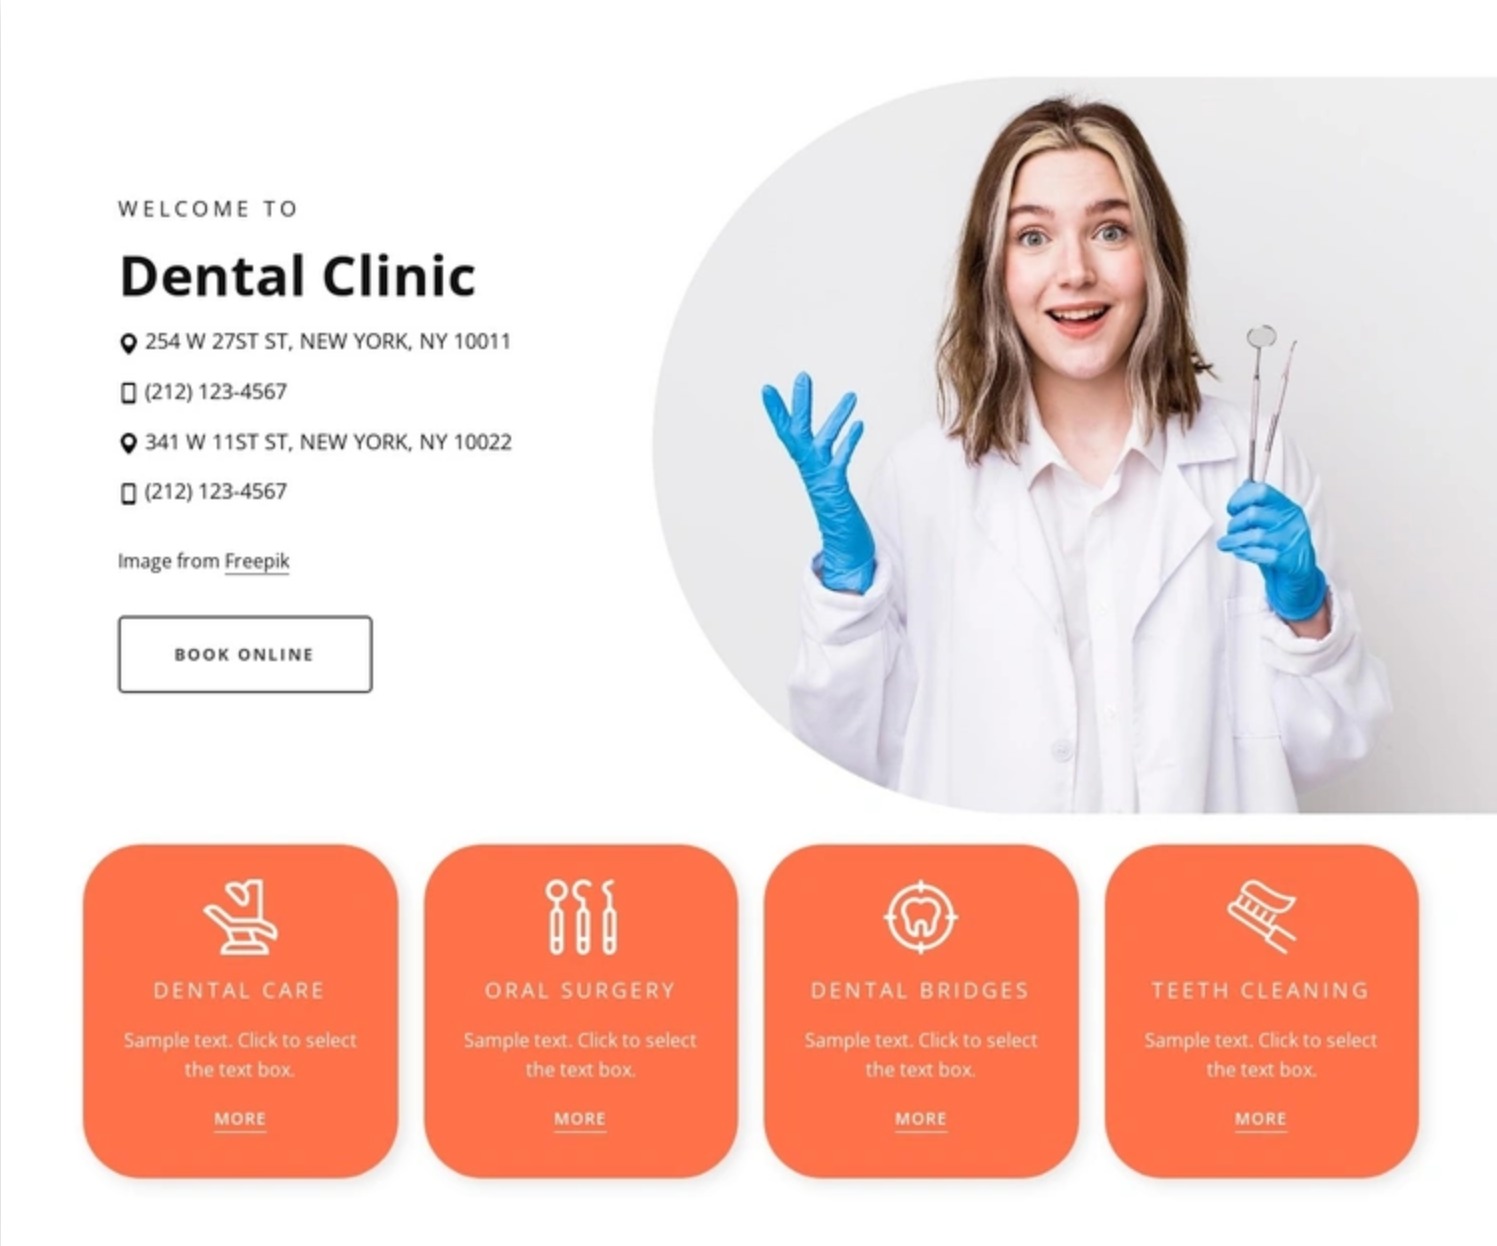 WELCOME TO
Dental Clinic
254 W 27ST ST, NEW YORK, NY 10011
(212) 123-4567
341 W 11ST ST, NEW YORK, NY 10022
(212) 123-4567
Image from Freepik
BOOK ONLINE
DENTAL CARE
Sample text. Click to select
the text box.
MORE
ORAL SURGERY
Sample text. Click to select
the text box.
MORE
DENTAL BRIDGES
Sample text. Click to select
the text box.
MORE
TEETH CLEANING
Sample text. Click to select
the text box.
MORE